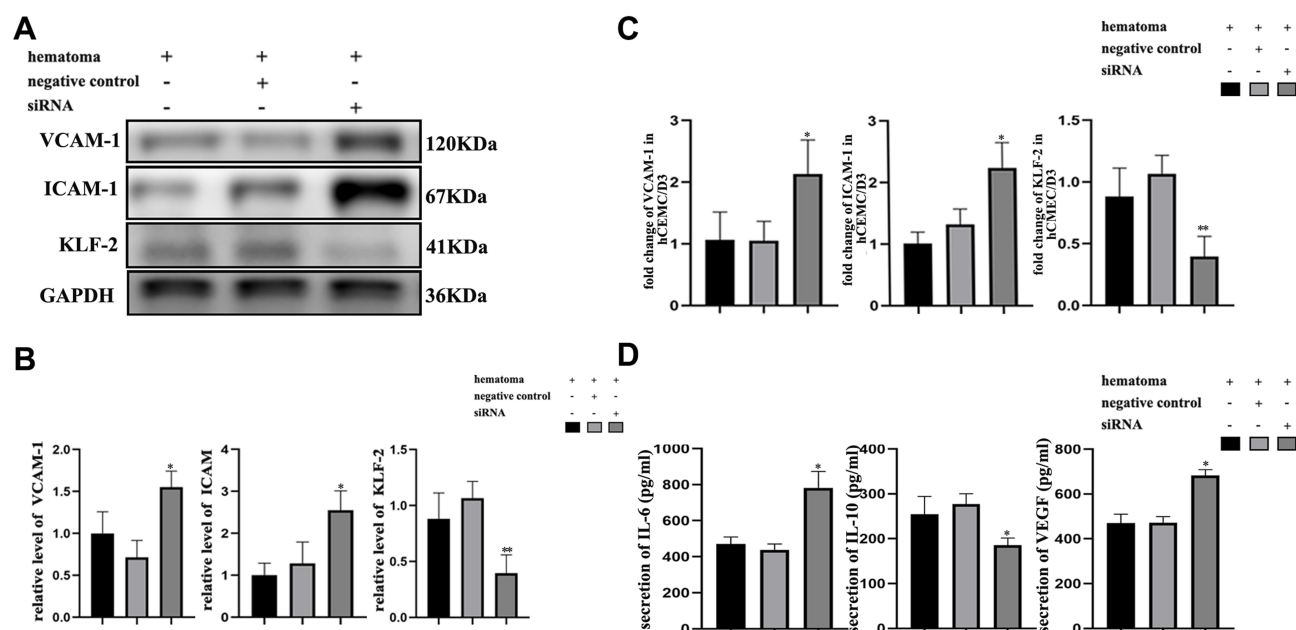 A
hematoma + + +
negative control - + -
siRNA - - +
VCAM-1 120KDa
ICAM-1 67KDa
KLF-2 41KDa
GAPDH 36KDa
B
hematoma + + +
negative control - + -
siRNA - - +
relative level of VCAM-1
2.0
1.5
1.0
0.5
0.0
*
relative level of ICAM
4
3
2
1
0
*
relative level of KLF-2
1.5
1.0
0.5
0.0
**
C
hematoma + + +
negative control - + -
siRNA - - +
fold change of VCAM-1 in
hCEMC/D3
3
2
1
0
*
fold change of ICAM-1 in
hCEMC/D3
3
2
1
0
*
fold change of KLF-2 in
hCMEC/D3
1.5
1.0
0.5
0.0
**
D
hematoma + + +
negative control - + -
siRNA - - +
secretion of IL-6 (pg/ml)
1000
800
600
400
200
0
*
secretion of IL-10 (pg/ml)
400
300
200
100
0
*
secretion of VEGF (pg/ml)
800
600
400
200
0
*